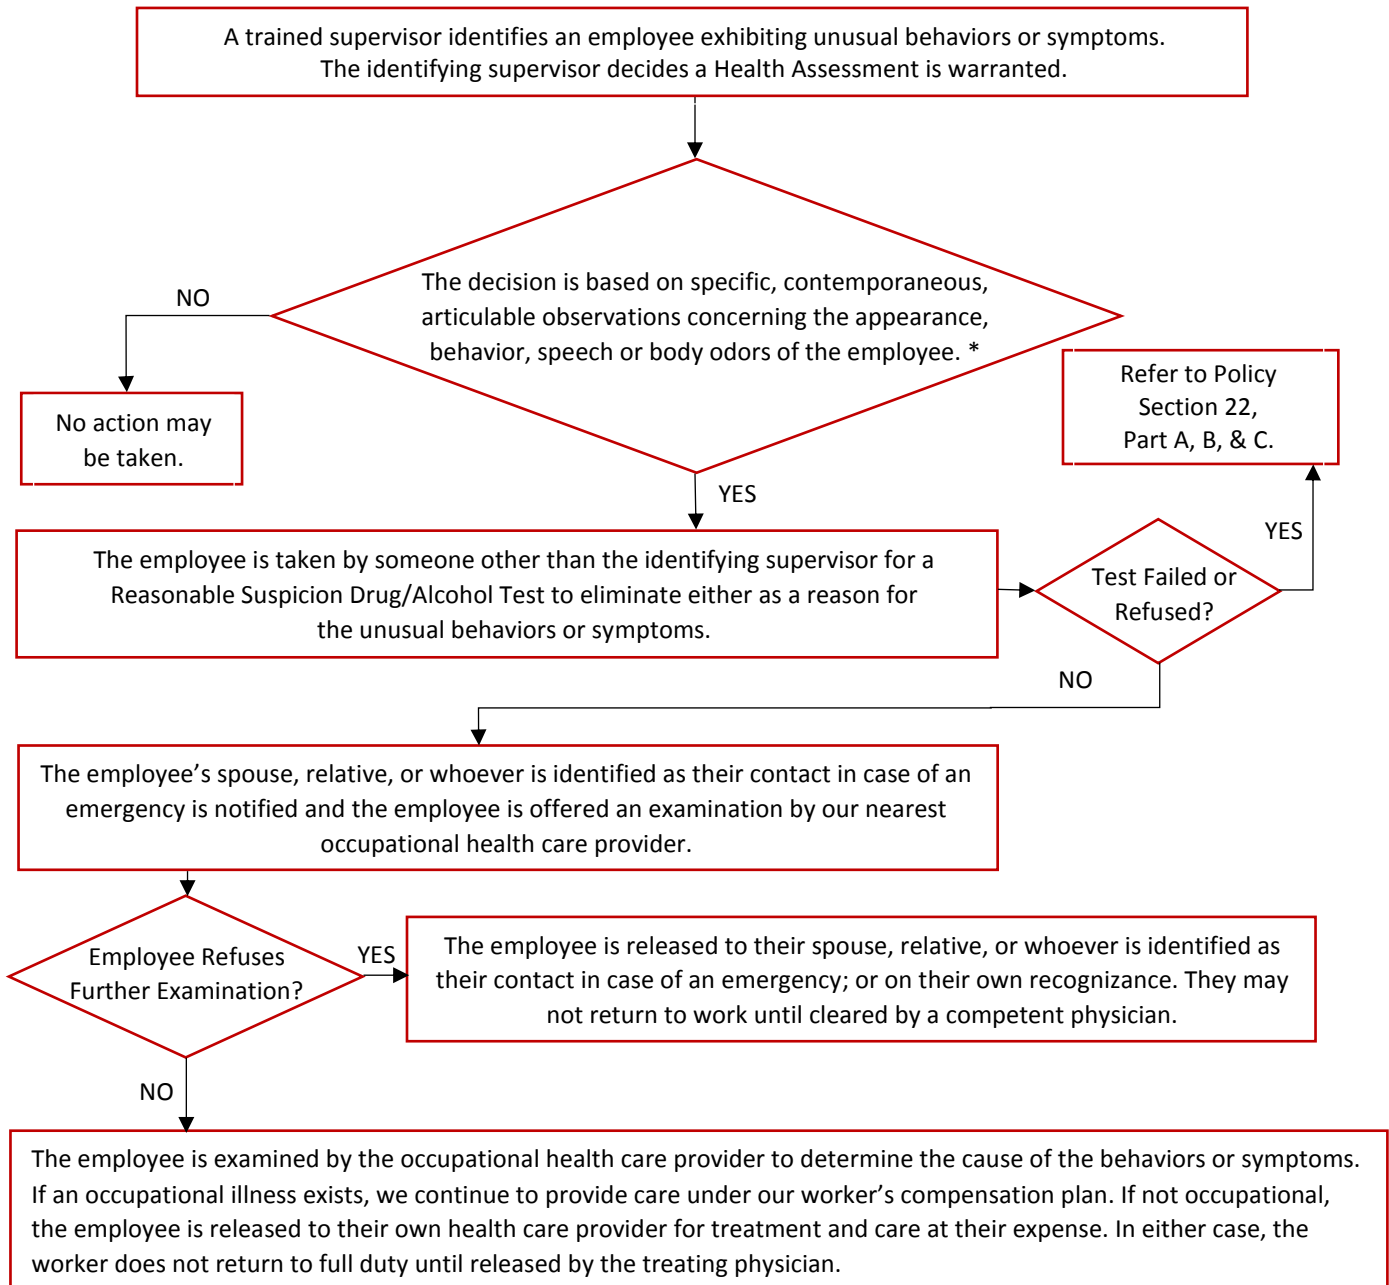 A trained supervisor identifies an employee exhibiting unusual behaviors or symptoms.
The identifying supervisor decides a Health Assessment is warranted.
The decision is based on specific, contemporaneous,
articulable observations concerning the appearance,
behavior, speech or body odors of the employee. *
NO
No action may
be taken.
YES
Refer to Policy
Section 22,
Part A, B, & C.
The employee is taken by someone other than the identifying supervisor for a
Reasonable Suspicion Drug/Alcohol Test to eliminate either as a reason for
the unusual behaviors or symptoms.
Test Failed or
Refused?
YES
NO
The employee’s spouse, relative, or whoever is identified as their contact in case of an
emergency is notified and the employee is offered an examination by our nearest
occupational health care provider.
Employee Refuses
Further Examination?
YES
The employee is released to their spouse, relative, or whoever is identified as
their contact in case of an emergency; or on their own recognizance. They may
not return to work until cleared by a competent physician.
NO
The employee is examined by the occupational health care provider to determine the cause of the behaviors or symptoms.
If an occupational illness exists, we continue to provide care under our worker’s compensation plan. If not occupational,
the employee is released to their own health care provider for treatment and care at their expense. In either case, the
worker does not return to full duty until released by the treating physician.